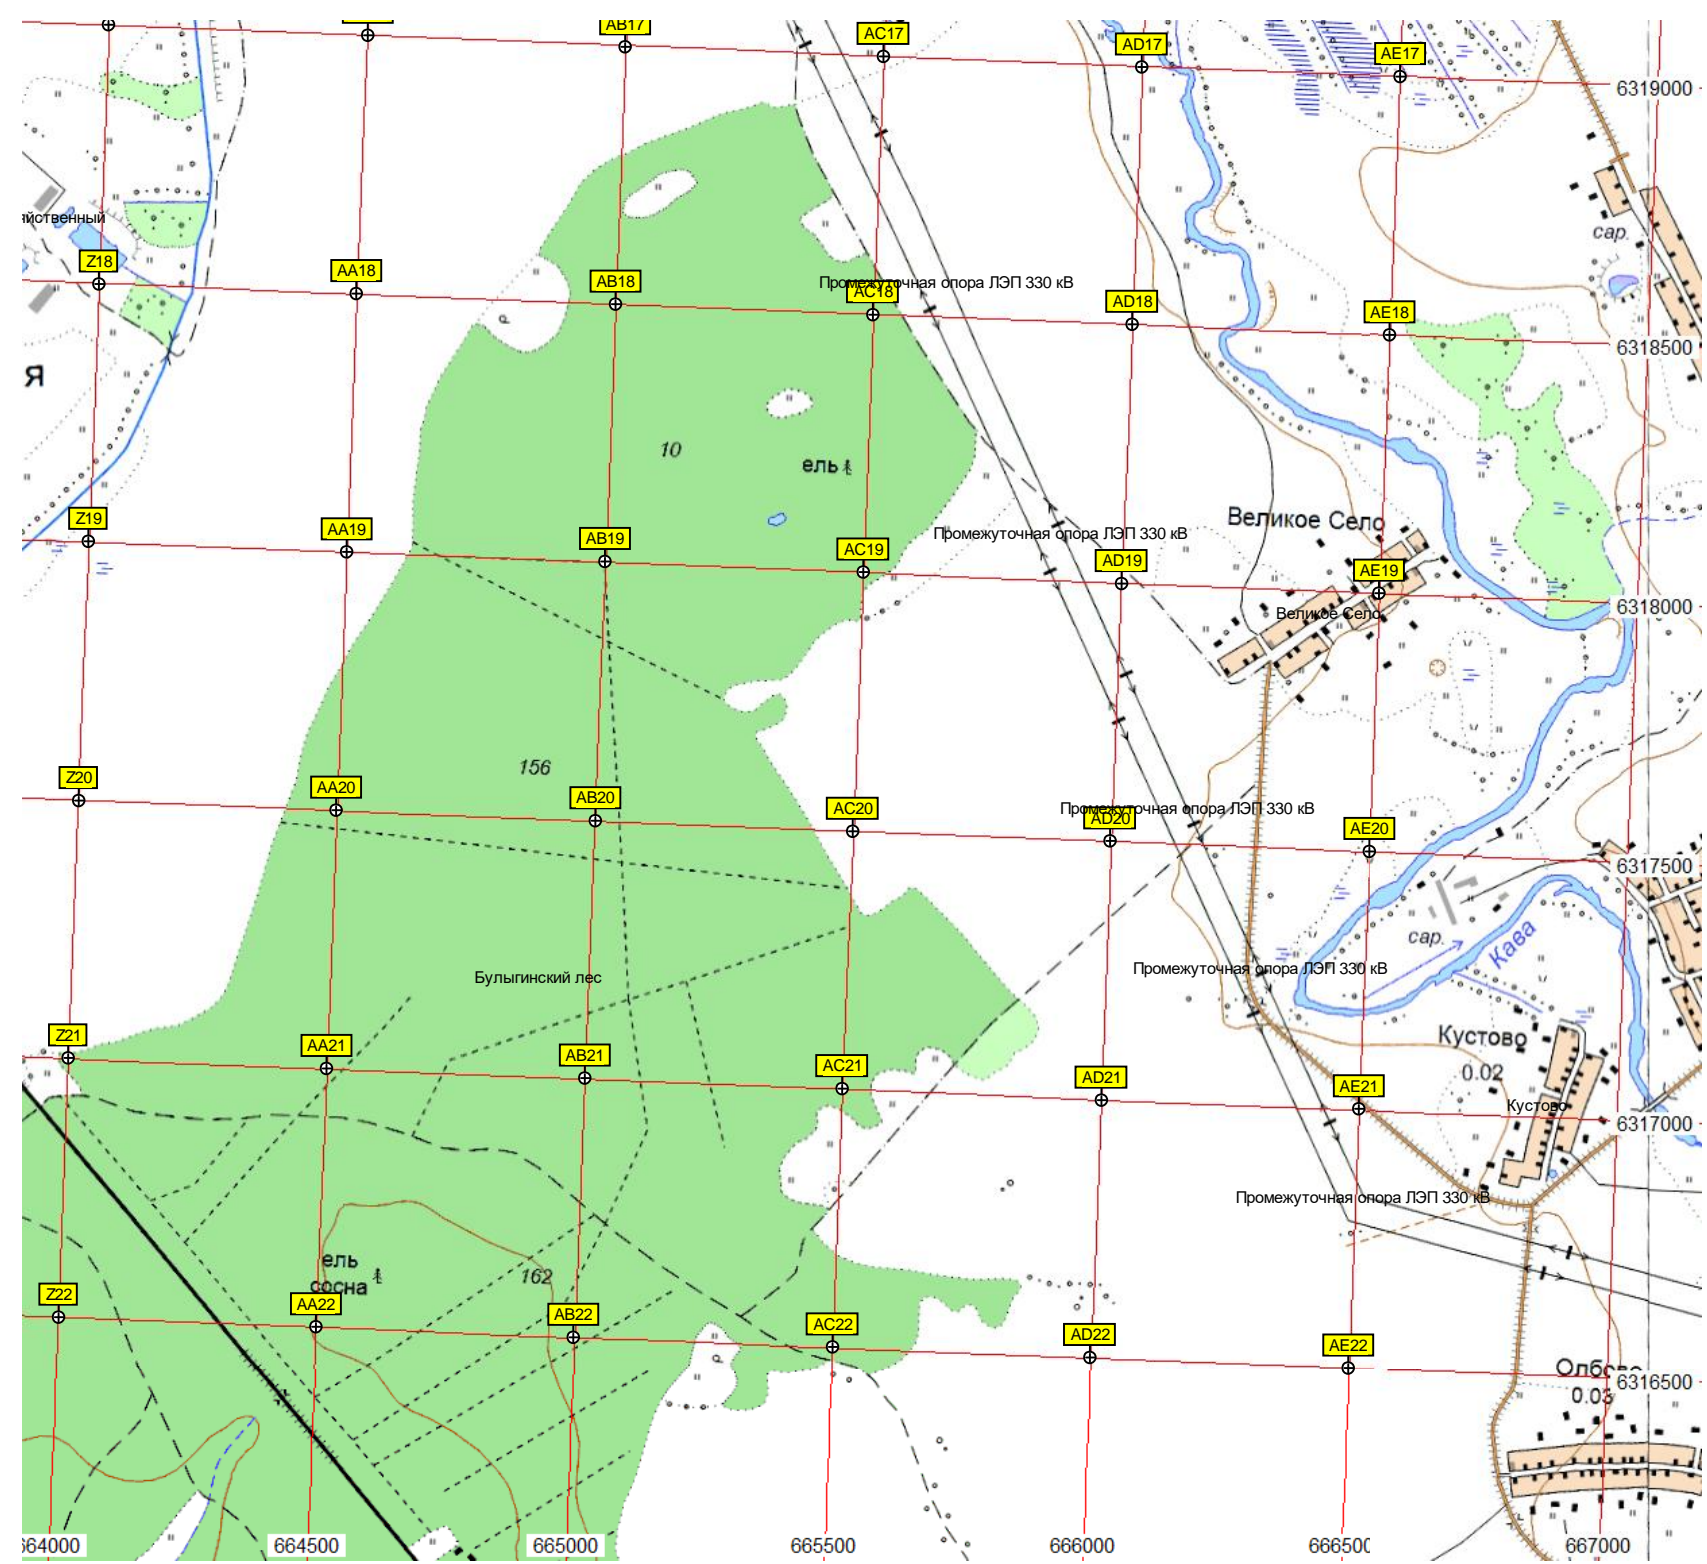 AB17
AC17
AD17
AE17
6319000
сар.
Z18
AA18
AB18
Промежуточная опора ЛЭП 330 кВ
AC18
AD18
AE18
6318500
Я
10
ель
Z19
AA19
AB19
AC19
Промежуточная опора ЛЭП 330 кВ
AD19
Великое Село
AE19
Великое Село
6318000
156
Z20
AA20
AB20
AC20
Промежуточная опора ЛЭП 330 кВ
AD20
AE20
6317500
сар.
Кава
Булыгинский лес
Промежуточная опора ЛЭП 330 кВ
Z21
AA21
AB21
AC21
AD21
AE21
Кустово
0.02
Кустово
6317000
Промежуточная опора ЛЭП 330 кВ
ель
сосна
162
Z22
AA22
AB22
AC22
AD22
AE22
0.03
6316500
р
р
664000
664500
665000
665500
666000
666500
667000